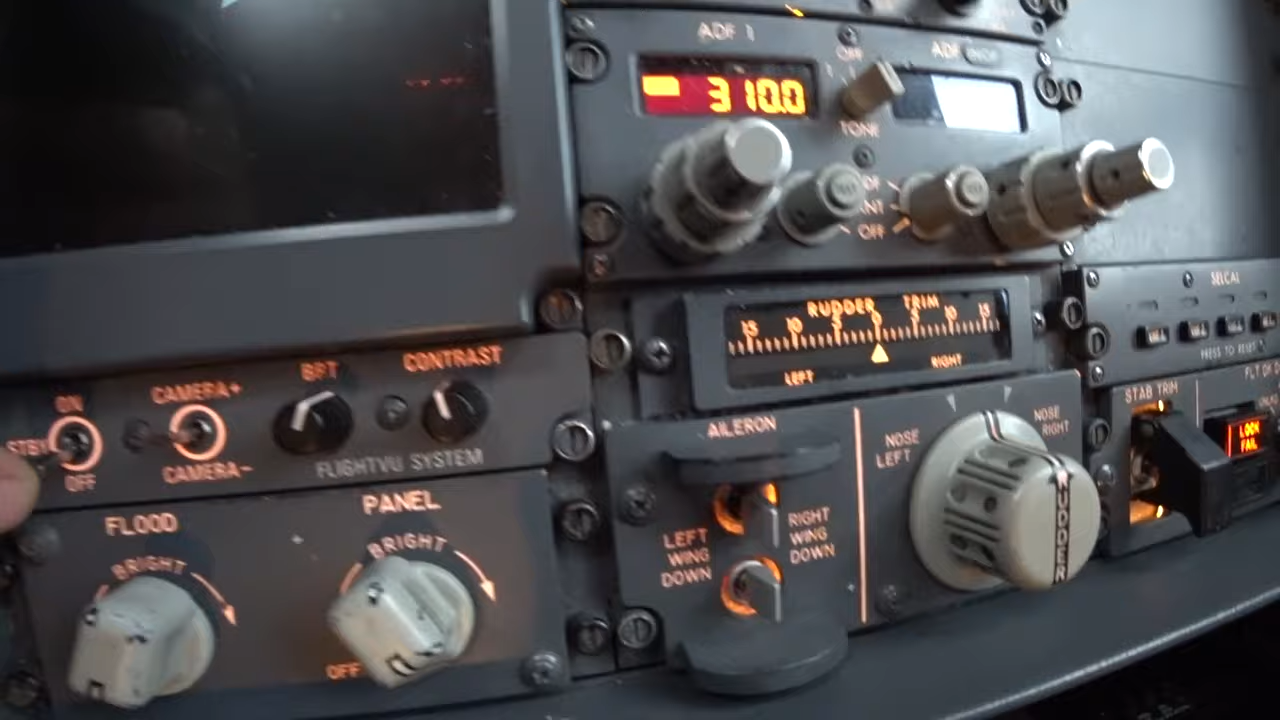 ADF 1
310.0
OFF
TONE
ADF
ANT
OFF
RUDDER TRIM
15 10 5 0 5 10 15
LEFT
RIGHT
SELCAL
PRESS TO RESET
CONTRAST
BRT
CAMERA+
ON
STBY
OFF
CAMERA-
FLIGHTVU SYSTEM
FLOOD
BRIGHT
PANEL
BRIGHT
OFF
AILERON
LEFT
WING
DOWN
RIGHT
WING
DOWN
NOSE
LEFT
NOSE
RIGHT
RUDDER
STAB TRIM
LOCK
FAIL